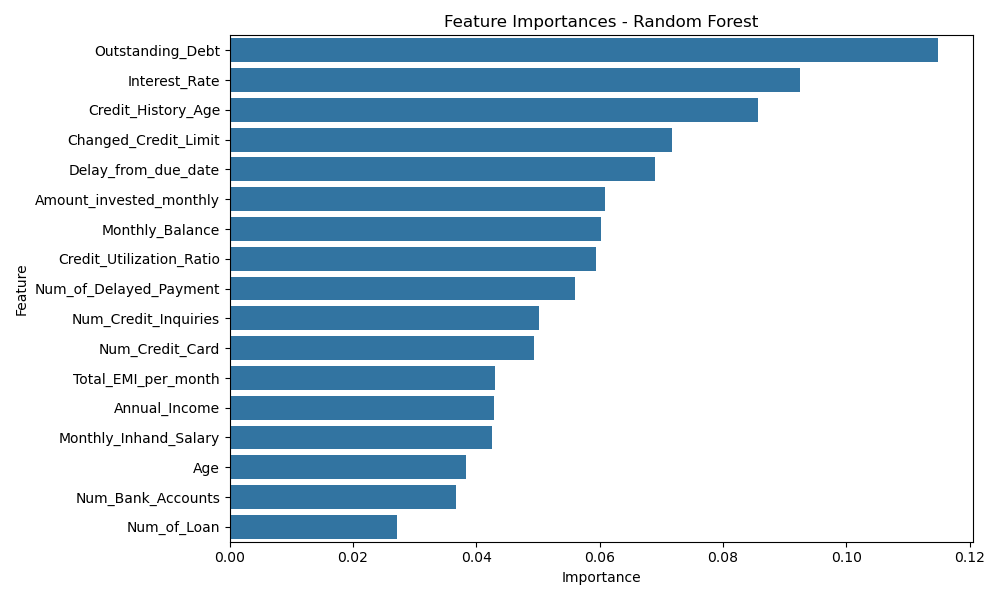 Feature Importances - Random Forest
Outstanding_Debt
Interest_Rate
Credit_History_Age
Changed_Credit_Limit
Delay_from_due_date
Amount_invested_monthly
Monthly_Balance
Credit_Utilization_Ratio
Num_of_Delayed_Payment
Num_Credit_Inquiries
Num_Credit_Card
Total_EMI_per_month
Annual_Income
Monthly_Inhand_Salary
Age
Num_Bank_Accounts
Num_of_Loan
Feature
0.00 0.02 0.04 0.06 0.08 0.10 0.12
Importance